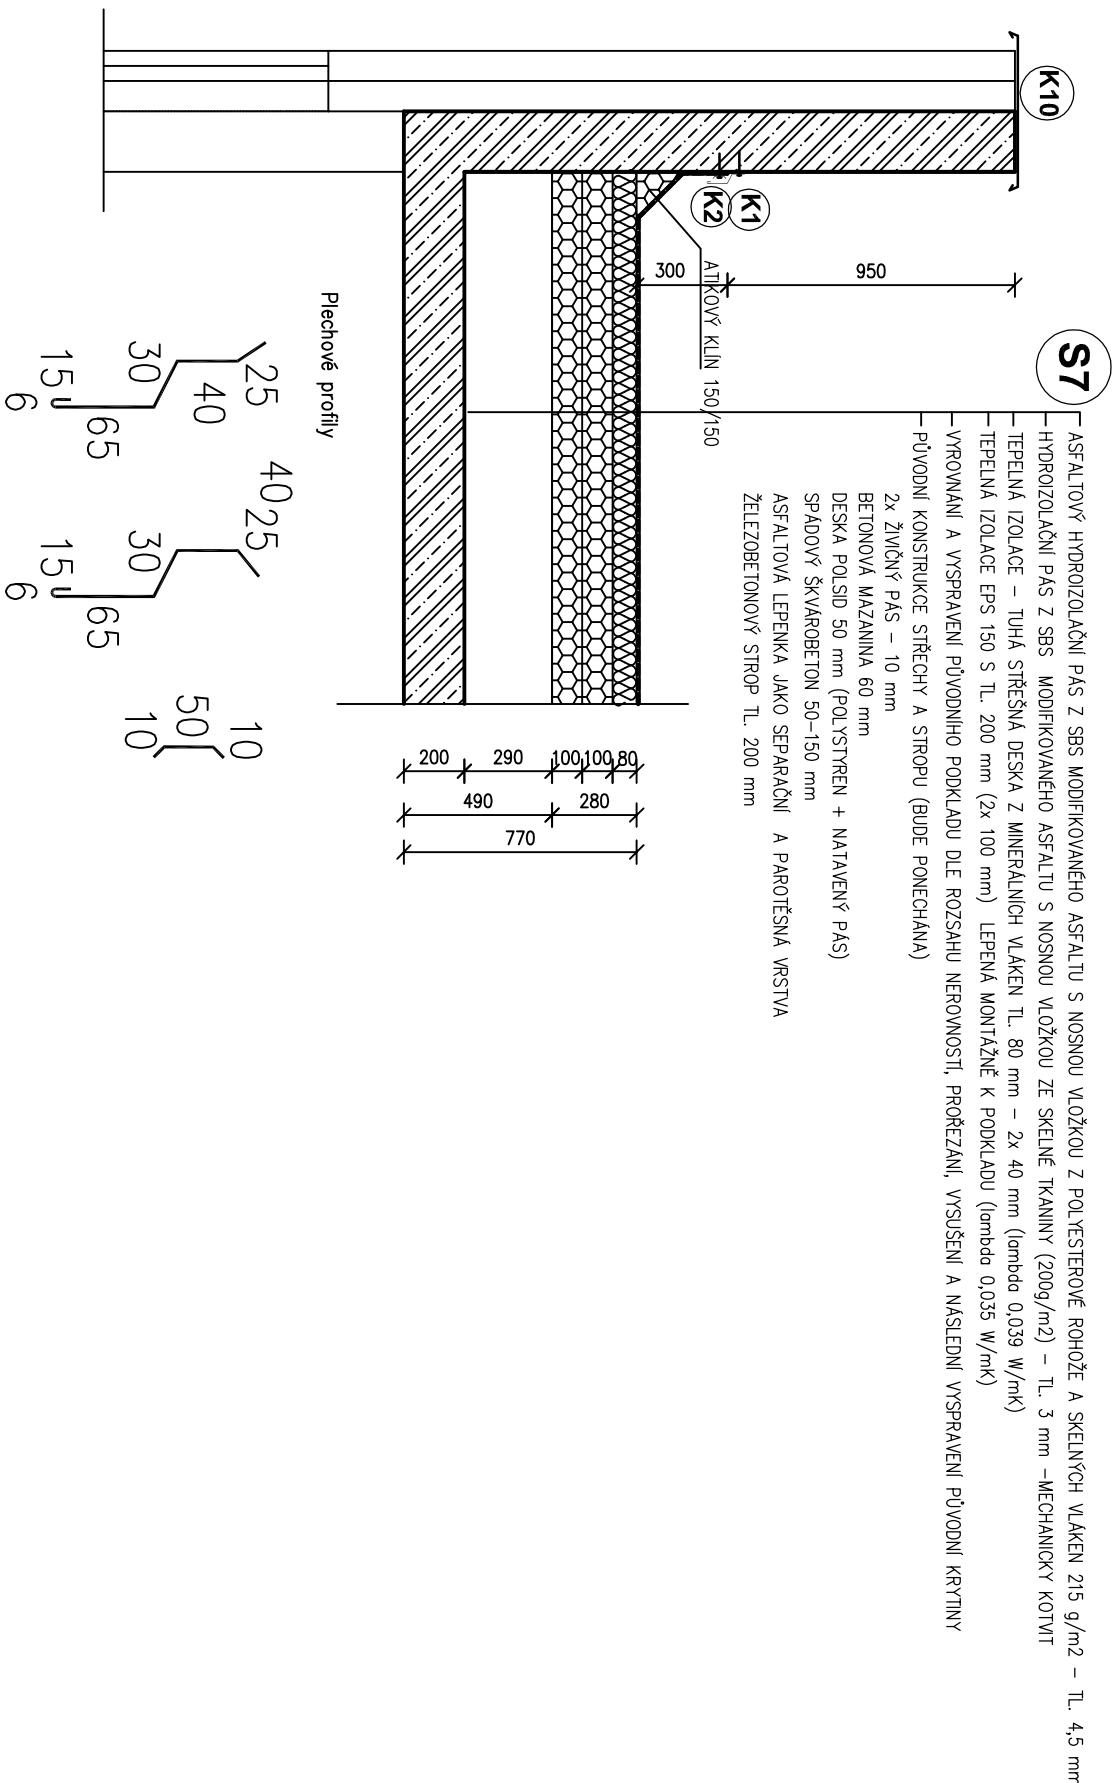 K10
K1
K2
300
950
ATIKOVÝ KLÍN 150/150
S7
ASFALTOVÝ HYDROIZOLAČNÍ PÁS Z SBS MODIFIKOVANÉHO ASFALTU S NOSNOU VLOŽKOU Z POLYESTEROVÉ ROHOŽE A SKELNÝCH VLÁKEN 215 g/m2 – TL. 4,5 mm
HYDROIZOLAČNÍ PÁS Z SBS MODIFIKOVANÉHO ASFALTU S NOSNOU VLOŽKOU ZE SKELNÉ TKANINY (200g/m2) – TL. 3 mm –MECHANICKY KOTVIT
TEPELNÁ IZOLACE – TUHÁ STŘEŠNÁ DESKA Z MINERÁLNÍCH VLÁKEN TL. 80 mm – 2x 40 mm (lambda 0,039 W/mK)
TEPELNÁ IZOLACE EPS 150 S TL. 200 mm (2x 100 mm) LEPENÁ MONTÁŽNĚ K PODKLADU (lambda 0,035 W/mK)
VYROVNÁNÍ A VYSPRAVENÍ PŮVODNÍHO PODKLADU DLE ROZSAHU NEROVNOSTÍ, PROŘEZÁNÍ, VYSUŠENÍ A NÁSLEDNÍ VYSPRAVENÍ PŮVODNÍ KRYTINY
PŮVODNÍ KONSTRUKCE STŘECHY A STROPU (BUDE PONECHÁNA)
2x ŽIVIČNÝ PÁS – 10 mm
BETONOVÁ MAZANINA 60 mm
DESKA POLSID 50 mm (POLYSTYREN + NATAVENÝ PÁS)
SPÁDOVÝ ŠKVÁROBETON 50–150 mm
ASFALTOVÁ LEPENKA JAKO SEPARAČNÍ A PAROTĚSNÁ VRSTVA
ŽELEZOBETONOVÝ STROP TL. 200 mm
200
290
100
100
80
490
280
770
Plechové profily
25
40
30
65
15
6
25
40
30
65
15
6
10
50
10